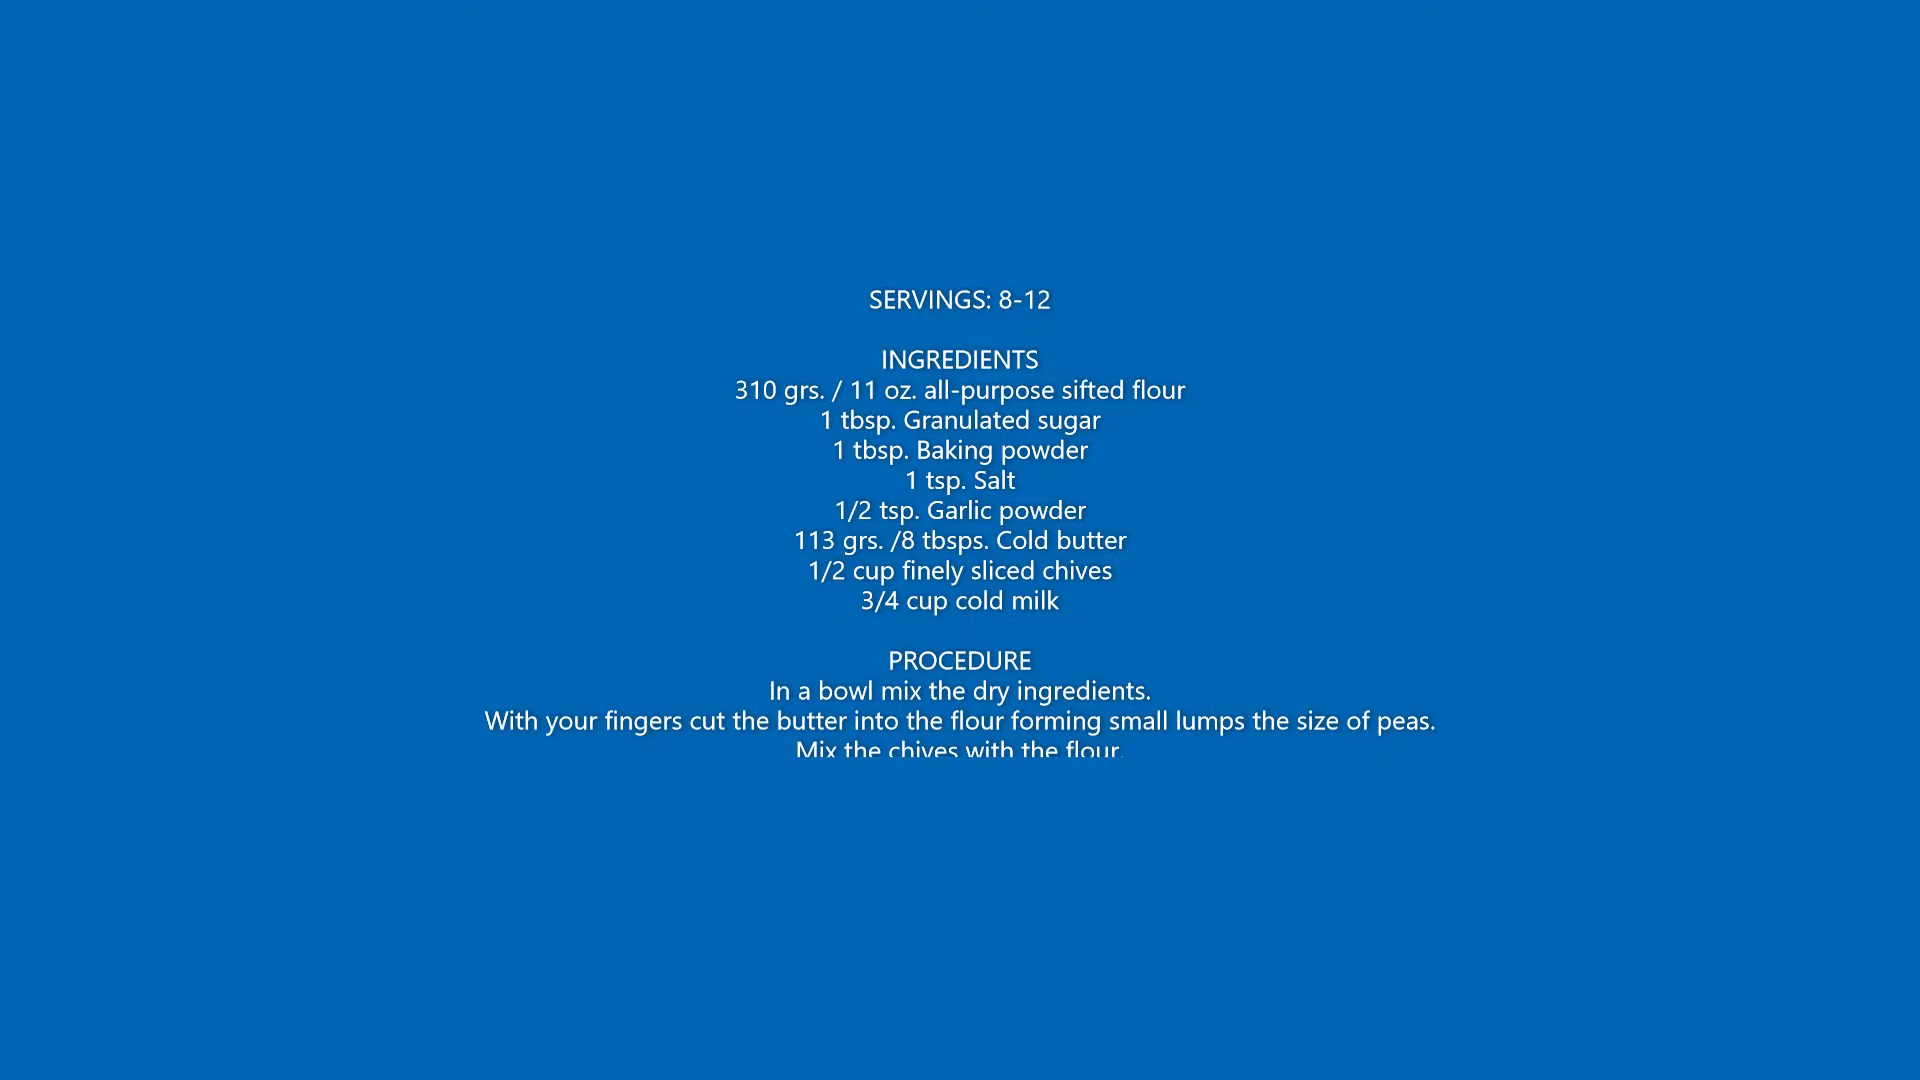 SERVINGS: 8-12
INGREDIENTS
310 grs. / 11 oz. all-purpose sifted flour
1 tbsp. Granulated sugar
1 tbsp. Baking powder
1 tsp. Salt
1/2 tsp. Garlic powder
113 grs. /8 tbsps. Cold butter
1/2 cup finely sliced chives
3/4 cup cold milk
PROCEDURE
In a bowl mix the dry ingredients.
With your fingers cut the butter into the flour forming small lumps the size of peas.
Mix the chives with the flour.